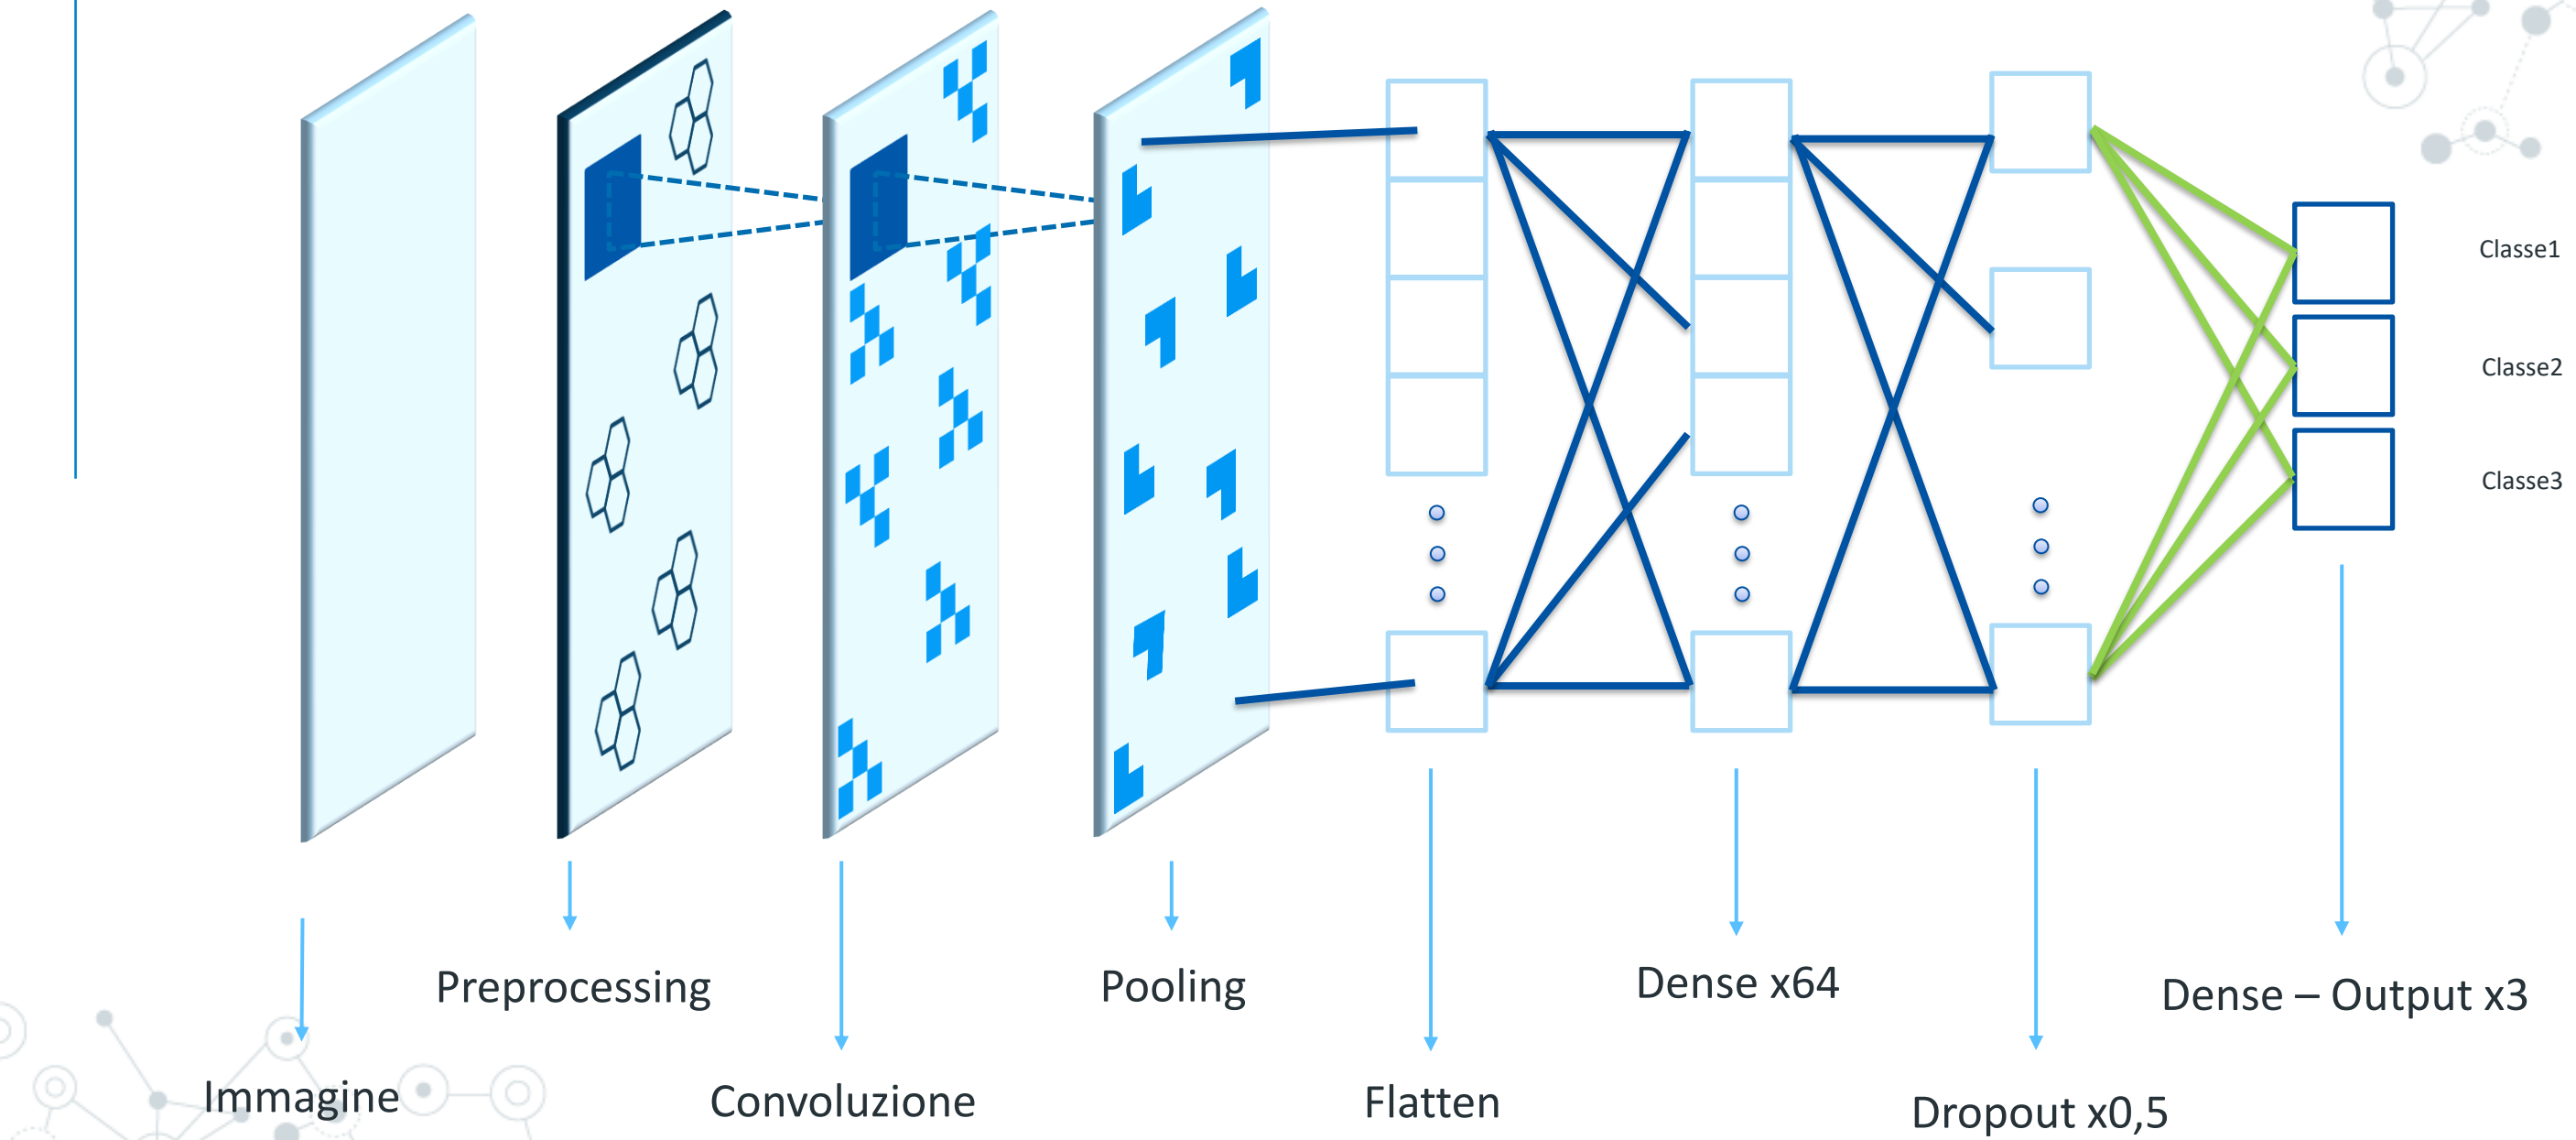 Classe1
Classe2
Classe3
Preprocessing
Pooling
Dense x64
Dense – Output x3
Immagine
Convoluzione
Flatten
Dropout x0,5